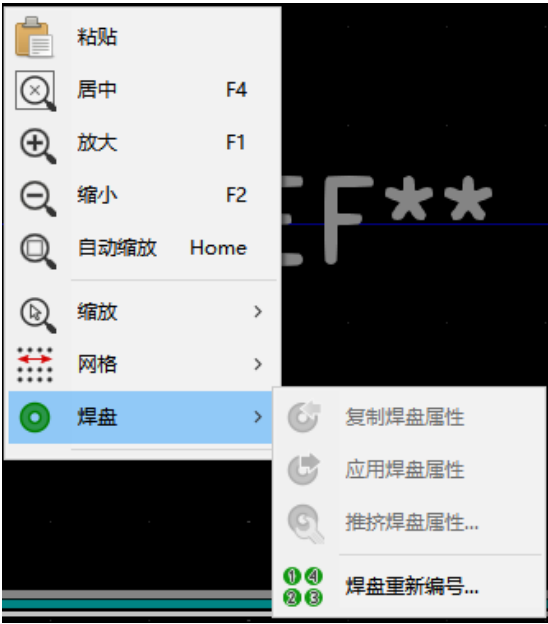 粘贴
居中 F4
放大 F1
缩小 F2
自动缩放 Home
缩放
网格
焊盘
复制焊盘属性
应用焊盘属性
推挤焊盘属性...
焊盘重新编号...
EF**